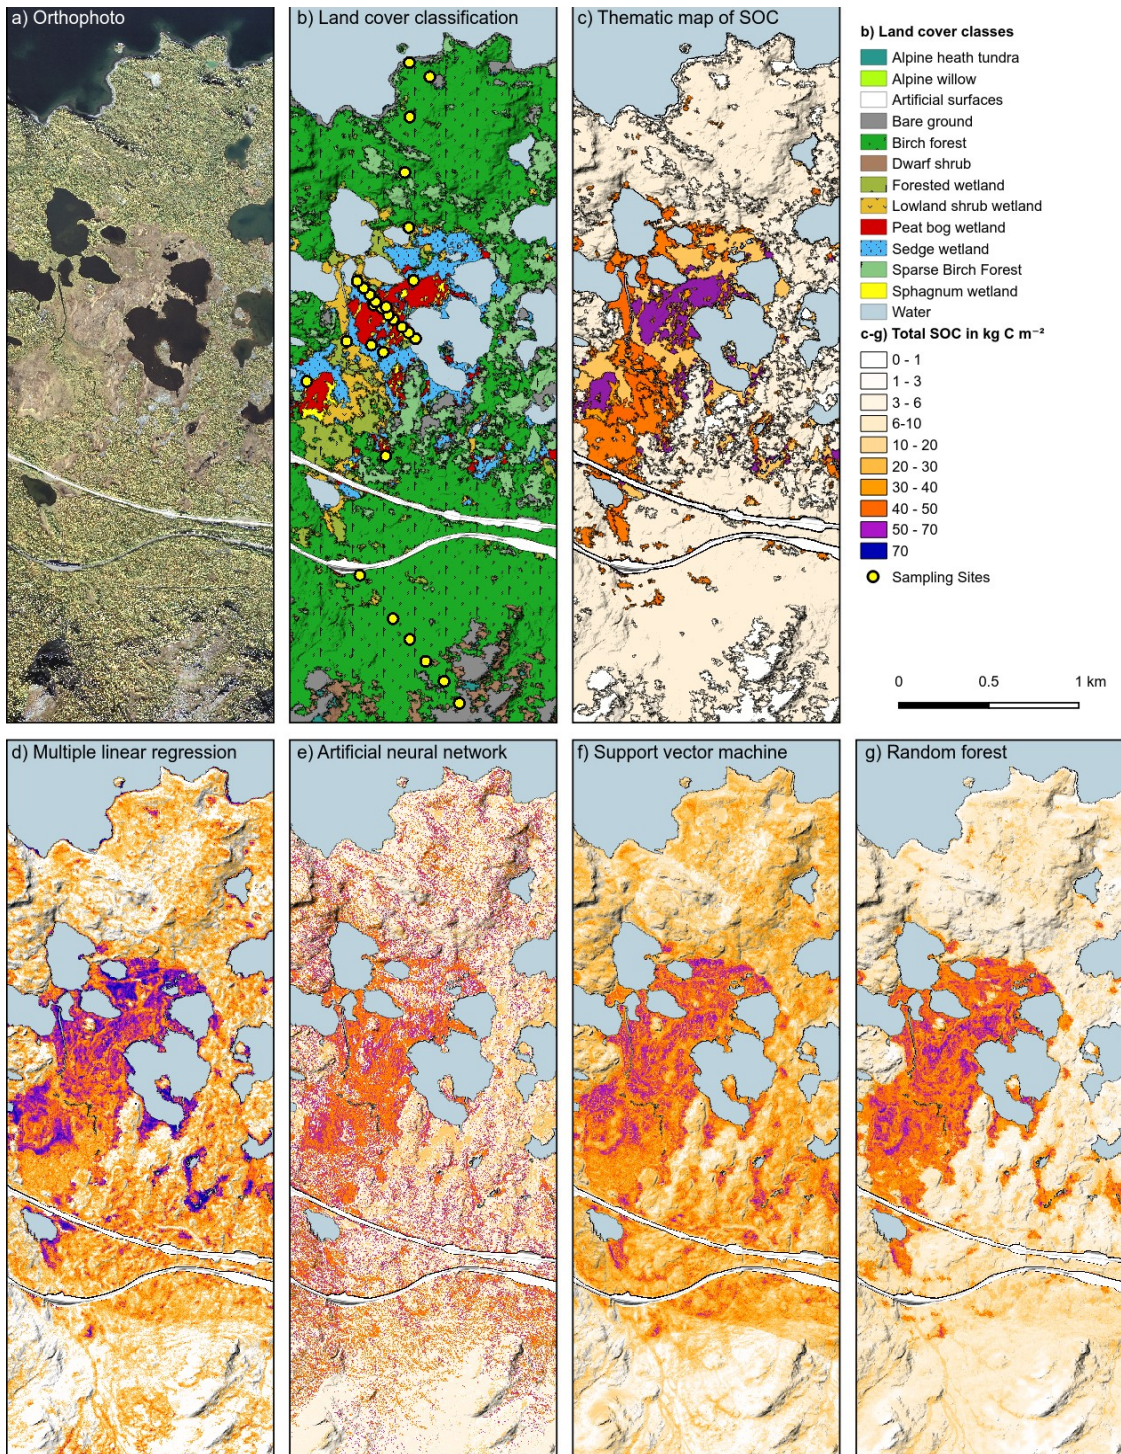 a) Orthophoto
b) Land cover classification
c) Thematic map of SOC
b) Land cover classes
Alpine heath tundra
Alpine willow
Artificial surfaces
Bare ground
Birch forest
Dwarf shrub
Forested wetland
Lowland shrub wetland
Peat bog wetland
Sedge wetland
Sparse Birch Forest
Sphagnum wetland
Water
c-g) Total SOC in kg C m⁻²
0 - 1
1 - 3
3 - 6
6-10
10 - 20
20 - 30
30 - 40
40 - 50
50 - 70
70
Sampling Sites
0 0.5 1 km
d) Multiple linear regression
e) Artificial neural network
f) Support vector machine
g) Random forest